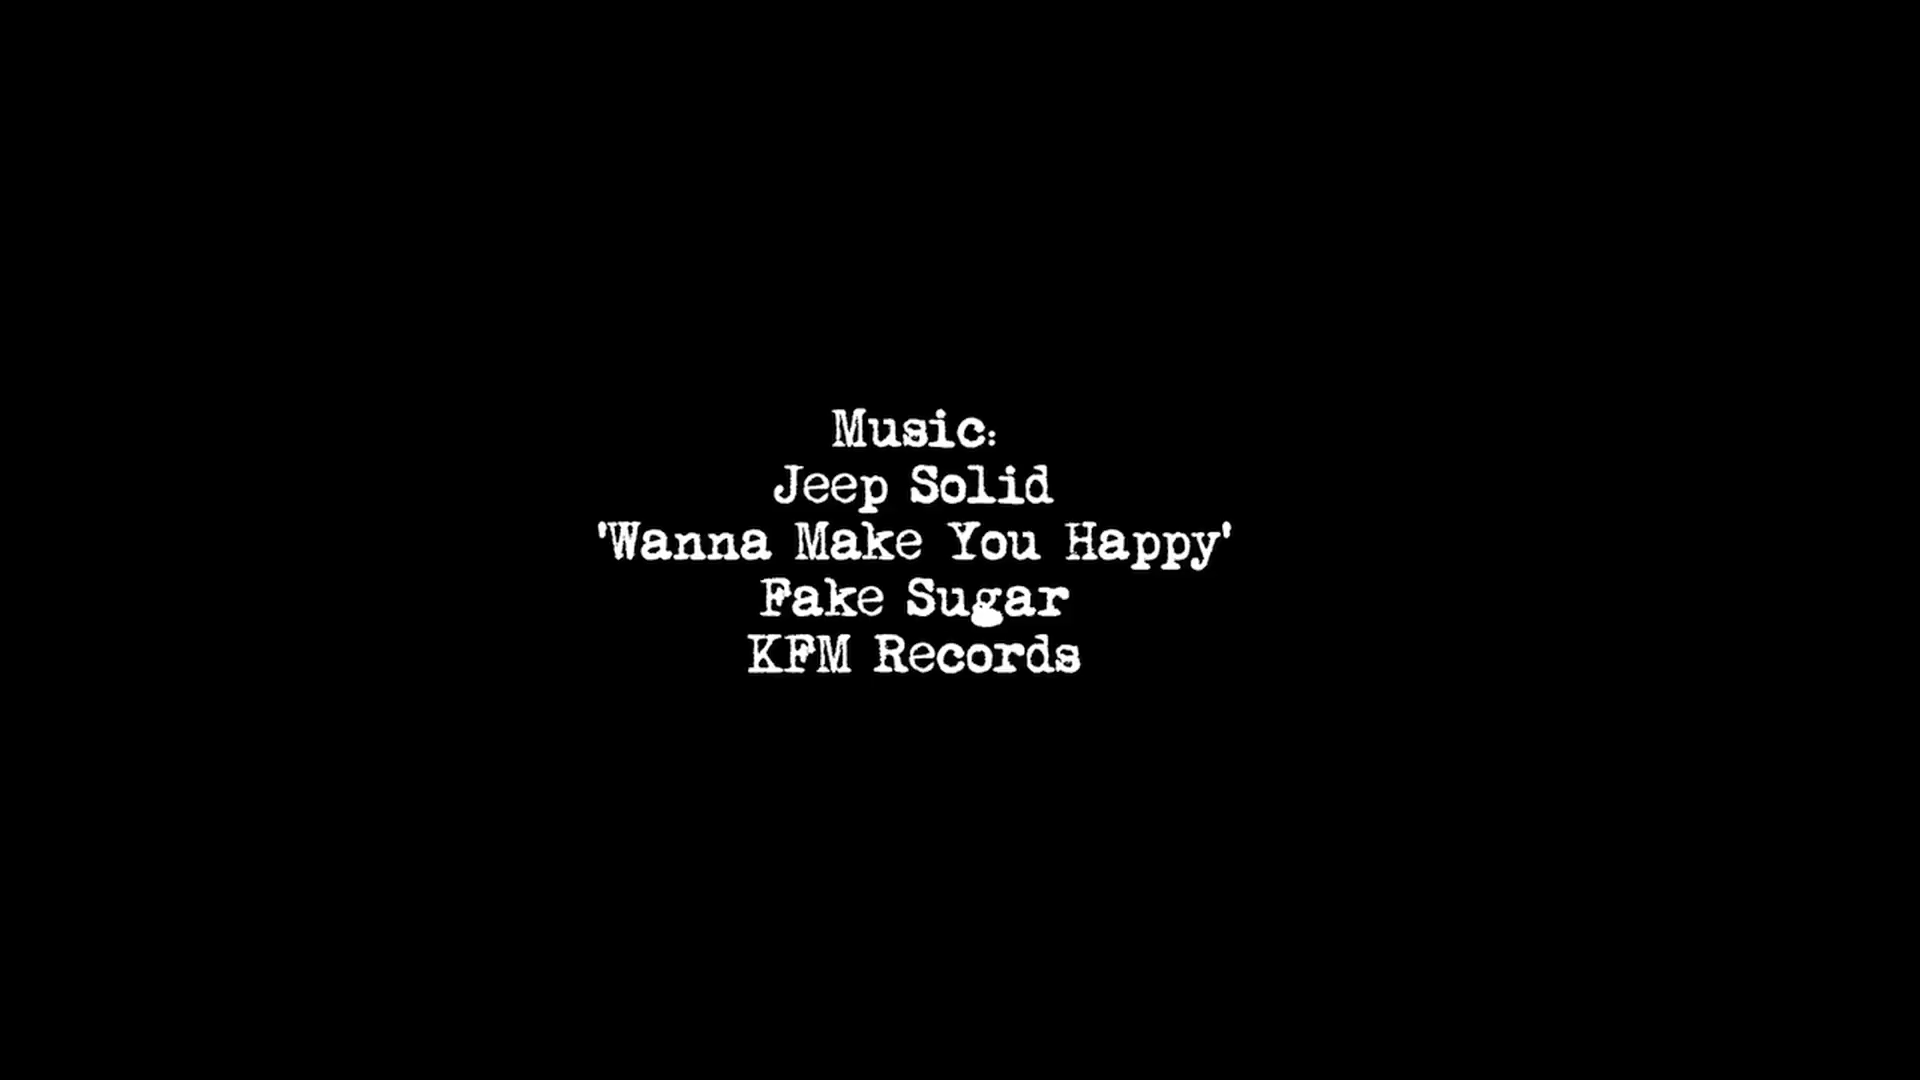 Music:
Jeep Solid
'Wanna Make You Happy'
Fake Sugar
KFM Records